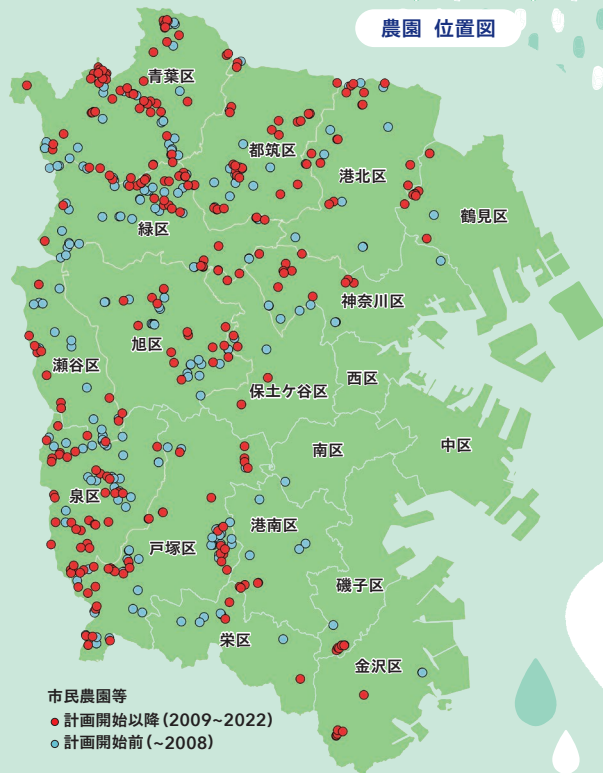 農園 位置図
青葉区
都筑区
港北区
鶴見区
緑区
神奈川区
旭区
瀬谷区
西区
保土ケ谷区
中区
南区
泉区
港南区
戸塚区
磯子区
栄区
金沢区
市民農園等
計画開始以降(2009~2022)
計画開始前(~2008)